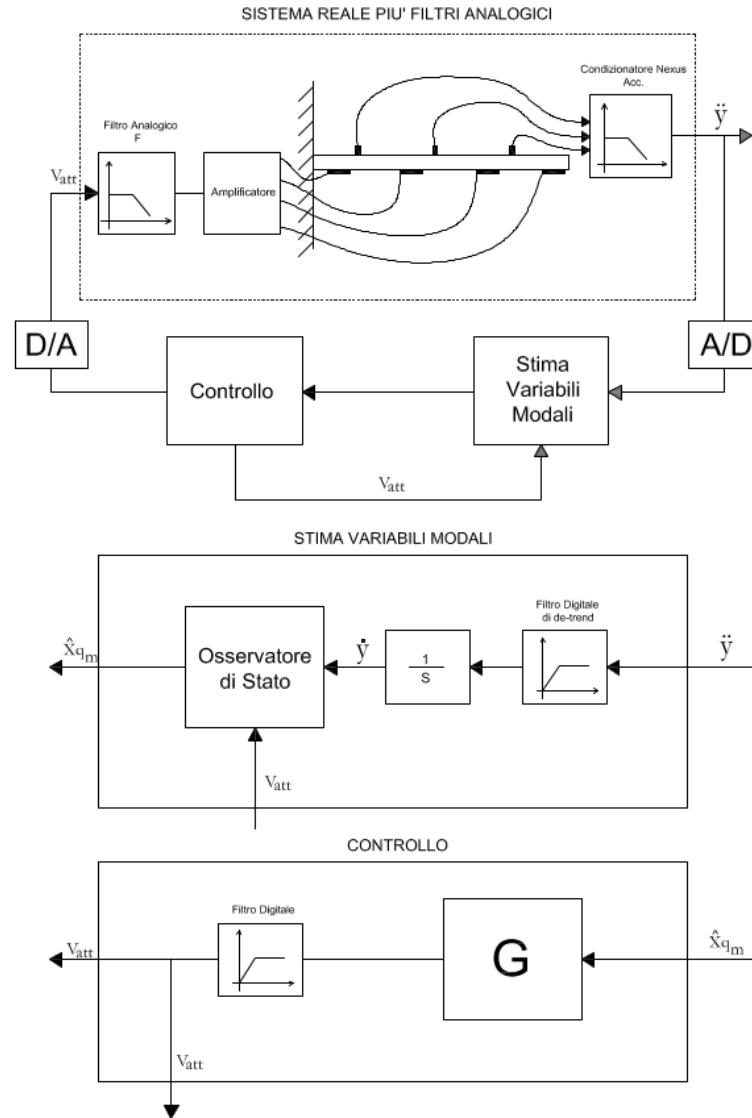 SISTEMA REALE PIU' FILTRI ANALOGICI
Condizionatore Nexus
Acc.
ÿ
Filtro Analogico
F
Vatt
Amplificatore
D/A
A/D
Controllo
Stima
Variabili
Modali
Vatt
STIMA VARIABILI MODALI
Filtro Digitale
di de-trend
x̂qm
Osservatore
di Stato
ẏ
1
S
ÿ
Vatt
CONTROLLO
Filtro Digitale
Vatt
G
x̂qm
Vatt